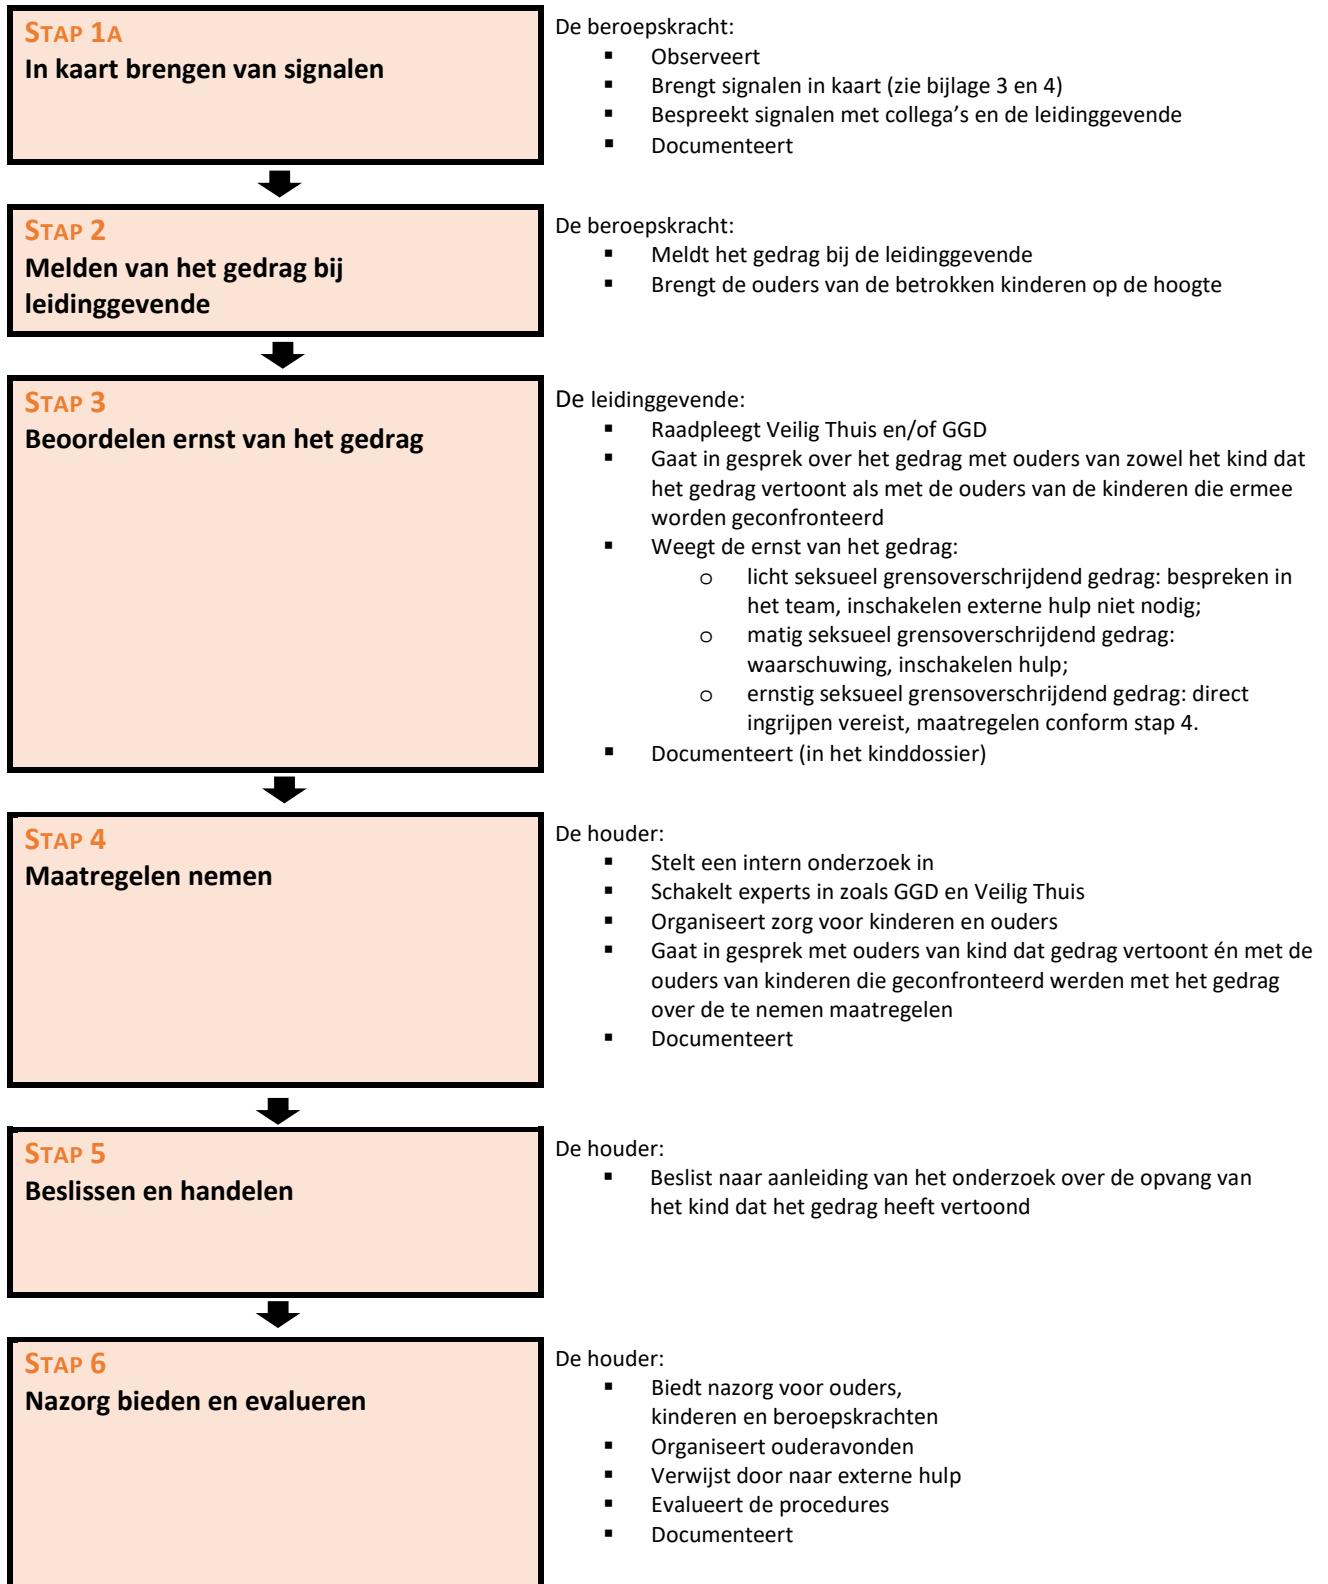 STAP 1A
In kaart brengen van signalen
De beroepskracht:
▪ Observeert
▪ Brengt signalen in kaart (zie bijlage 3 en 4)
▪ Bespreekt signalen met collega’s en de leidinggevende
▪ Documenteert
STAP 2
Melden van het gedrag bij
leidinggevende
De beroepskracht:
▪ Meldt het gedrag bij de leidinggevende
▪ Brengt de ouders van de betrokken kinderen op de hoogte
STAP 3
Beoordelen ernst van het gedrag
De leidinggevende:
▪ Raadpleegt Veilig Thuis en/of GGD
▪ Gaat in gesprek over het gedrag met ouders van zowel het kind dat
het gedrag vertoont als met de ouders van de kinderen die ermee
worden geconfronteerd
▪ Weegt de ernst van het gedrag:
o licht seksueel grensoverschrijdend gedrag: bespreken in
het team, inschakelen externe hulp niet nodig;
o matig seksueel grensoverschrijdend gedrag:
waarschuwing, inschakelen hulp;
o ernstig seksueel grensoverschrijdend gedrag: direct
ingrijpen vereist, maatregelen conform stap 4.
▪ Documenteert (in het kinddossier)
STAP 4
Maatregelen nemen
De houder:
▪ Stelt een intern onderzoek in
▪ Schakelt experts in zoals GGD en Veilig Thuis
▪ Organiseert zorg voor kinderen en ouders
▪ Gaat in gesprek met ouders van kind dat gedrag vertoont én met de
ouders van kinderen die geconfronteerd werden met het gedrag
over de te nemen maatregelen
▪ Documenteert
STAP 5
Beslissen en handelen
De houder:
▪ Beslist naar aanleiding van het onderzoek over de opvang van
het kind dat het gedrag heeft vertoond
STAP 6
Nazorg bieden en evalueren
De houder:
▪ Biedt nazorg voor ouders,
kinderen en beroepskrachten
▪ Organiseert ouderavonden
▪ Verwijst door naar externe hulp
▪ Evalueert de procedures
▪ Documenteert